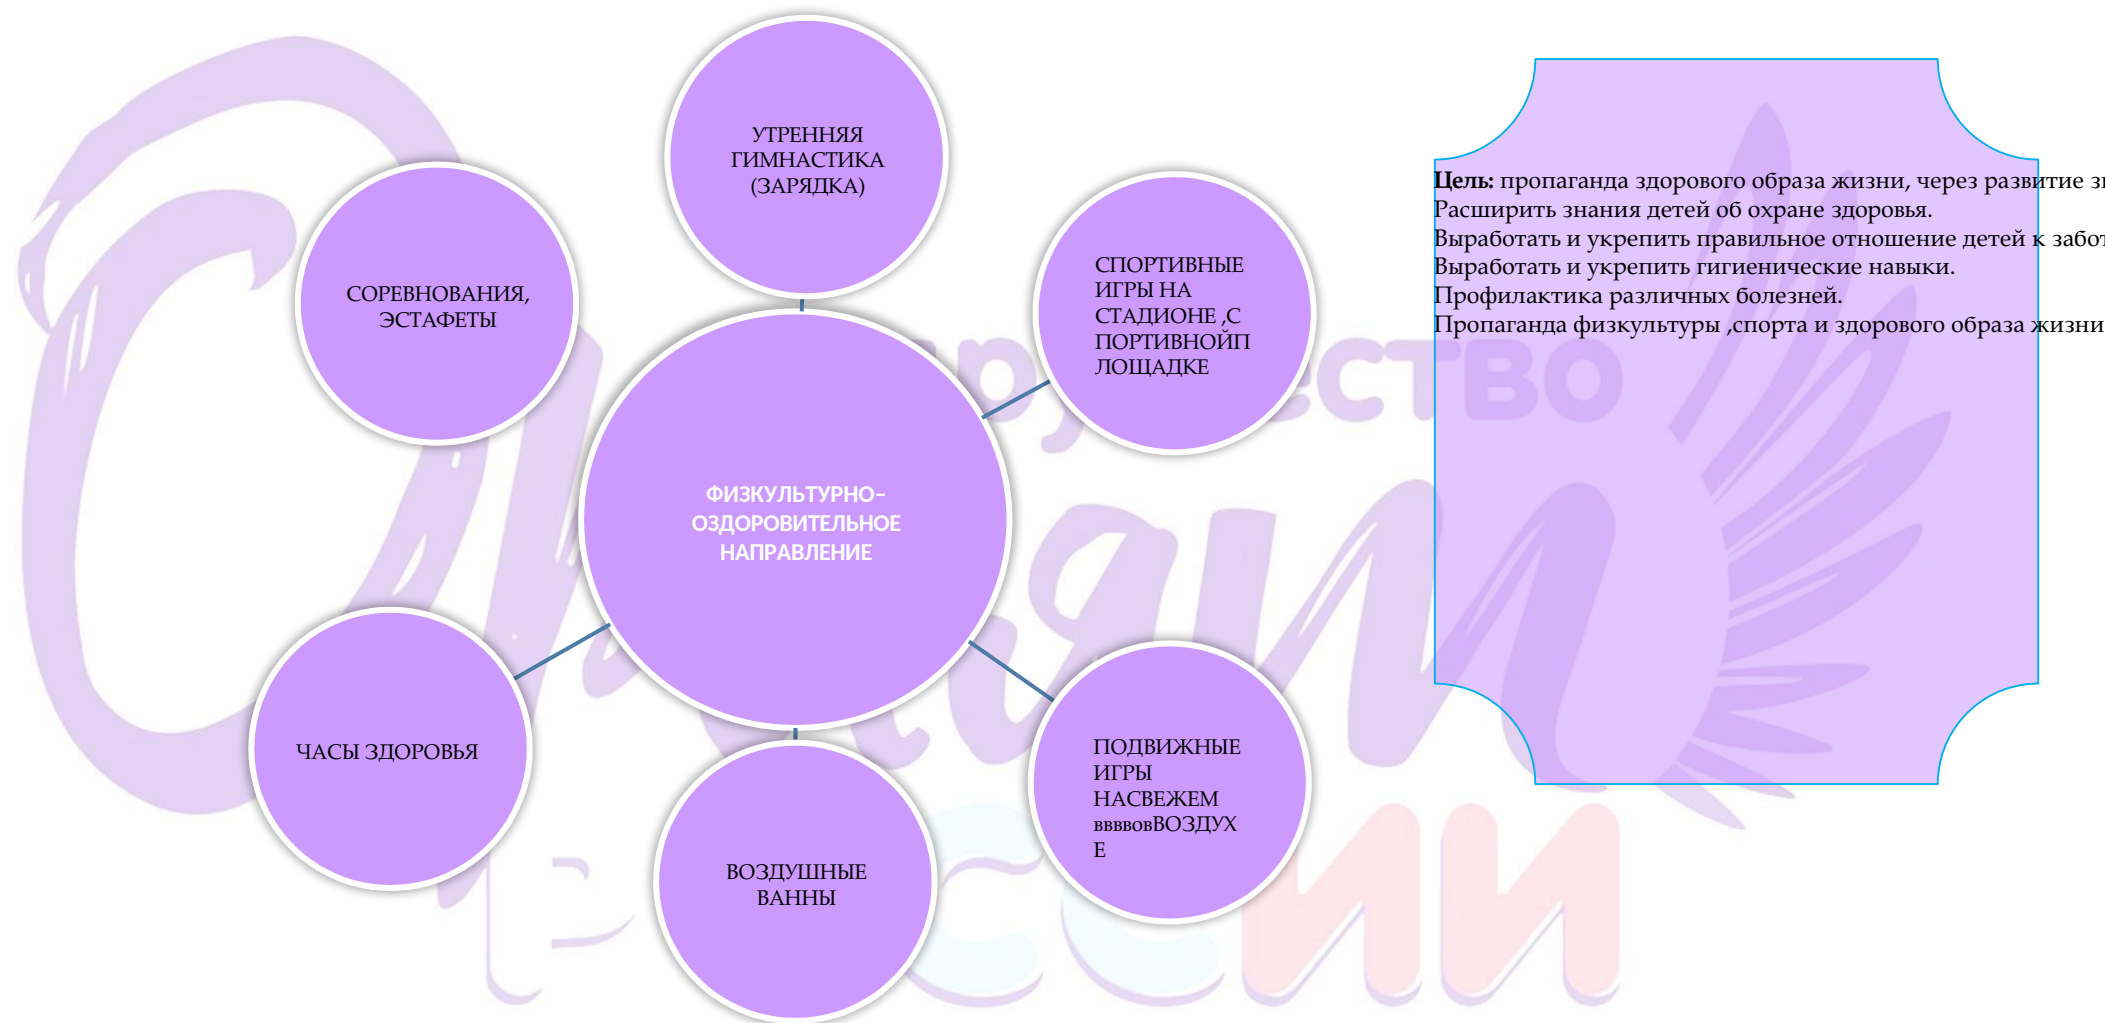 УТРЕННЯЯ
ГИМНАСТИКА
(ЗАРЯДКА)
СОРЕВНОВАНИЯ,
ЭСТАФЕТЫ
СПОРТИВНЫЕ
ИГРЫ НА
СТАДИОНЕ ,С
ПОРТИВНОЙП
ЛОЩАДКЕ
ФИЗКУЛЬТУРНО-
ОЗДОРОВИТЕЛЬНОЕ
НАПРАВЛЕНИЕ
ЧАСЫ ЗДОРОВЬЯ
ПОДВИЖНЫЕ
ИГРЫ
НАСВЕЖЕМ
вввввовВОЗДУХ
Е
ВОЗДУШНЫЕ
ВАННЫ
Цель: пропаганда здорового образа жизни, через развитие
Расширить знания детей об охране здоровья.
Выработать и укрепить правильное отношение детей к
Выработать и укрепить гигиенические навыки.
Профилактика различных болезней.
Пропаганда физкультуры ,спорта и здорового образа жизни